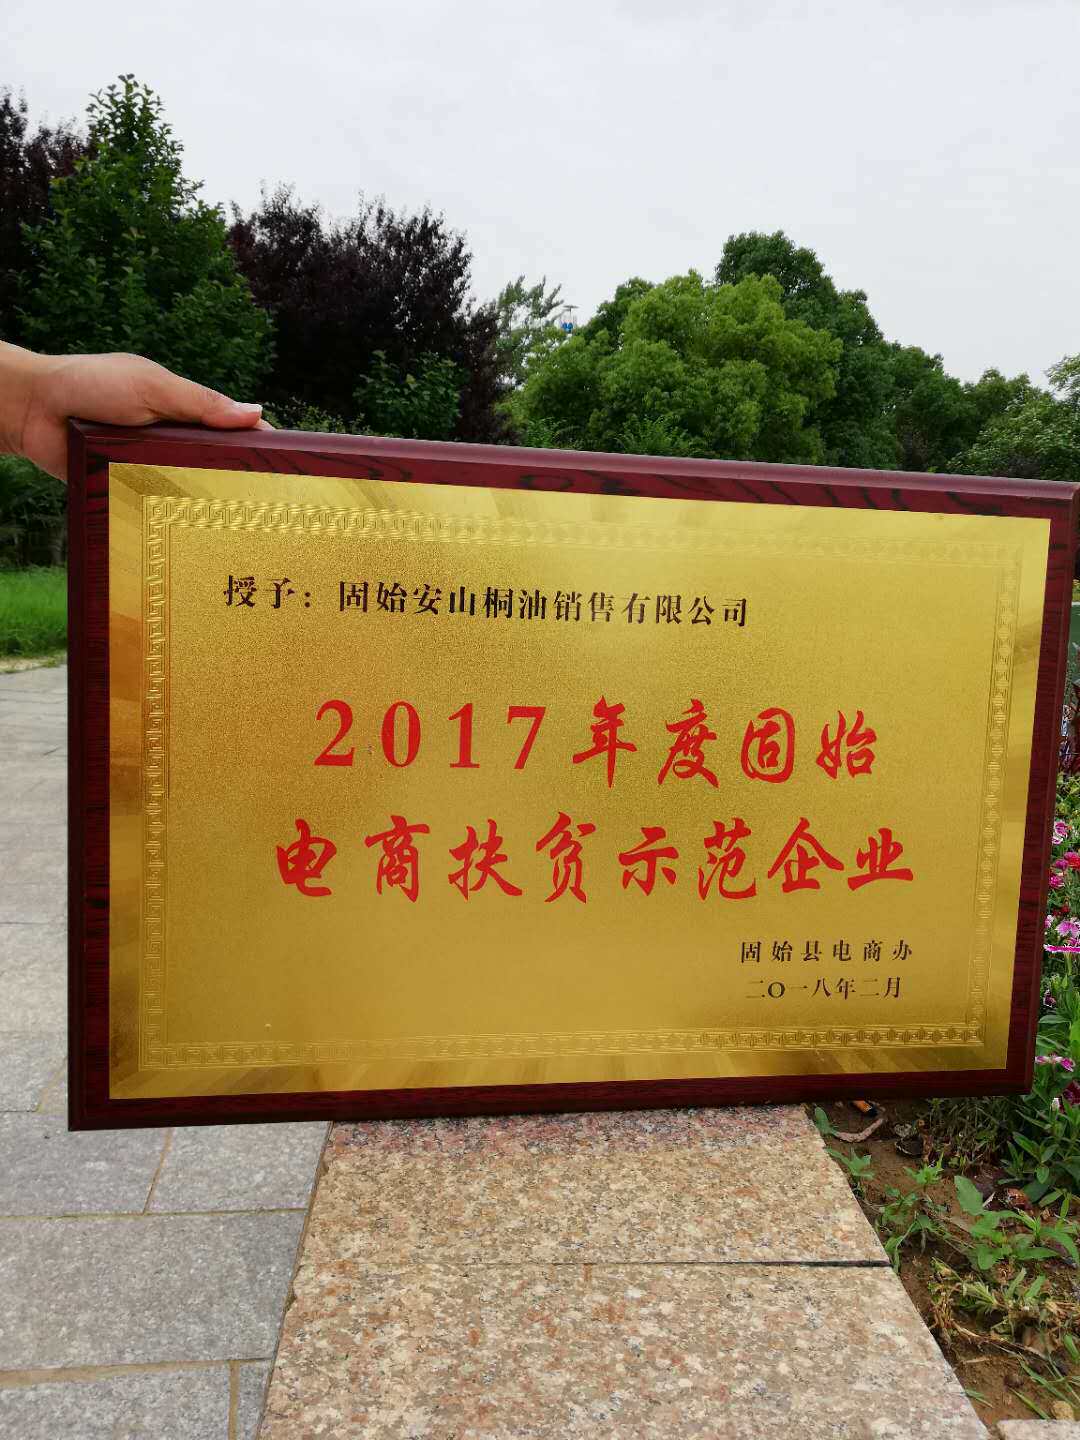 授予：固始安山桐油销售有限公司
2017年度固始
电商扶贫示范企业
固始县电商办
二〇一八年二月